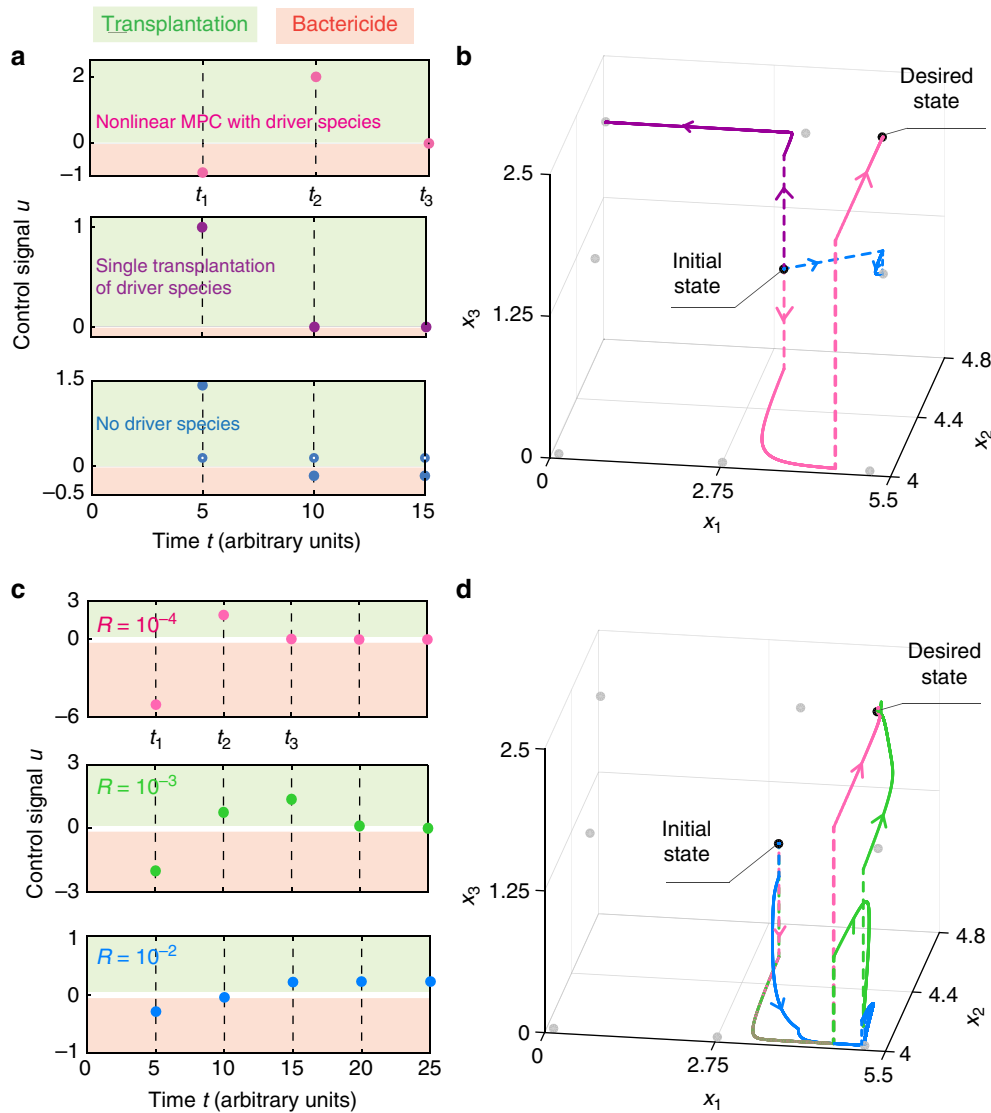 Transplantation
Bactericide
a
Control signal u
2
0
−1
Nonlinear MPC with driver species
t1
t2
t3
1
0
Single transplantation
of driver species
1.5
0
−0.5
No driver species
0
5
10
15
Time t (arbitrary units)
b
Desired
state
Initial
state
2.5
1.25
0
x3
0
2.75
5.5
x1
4
4.4
4.8
x2
c
Control signal u
3
0
−6
R = 10−4
t1
t2
t3
3
0
−3
R = 10−3
1
0
−1
R = 10−2
0
5
10
15
20
25
Time t (arbitrary units)
d
Desired
state
Initial
state
2.5
1.25
0
x3
0
2.75
5.5
x1
4
4.4
4.8
x2